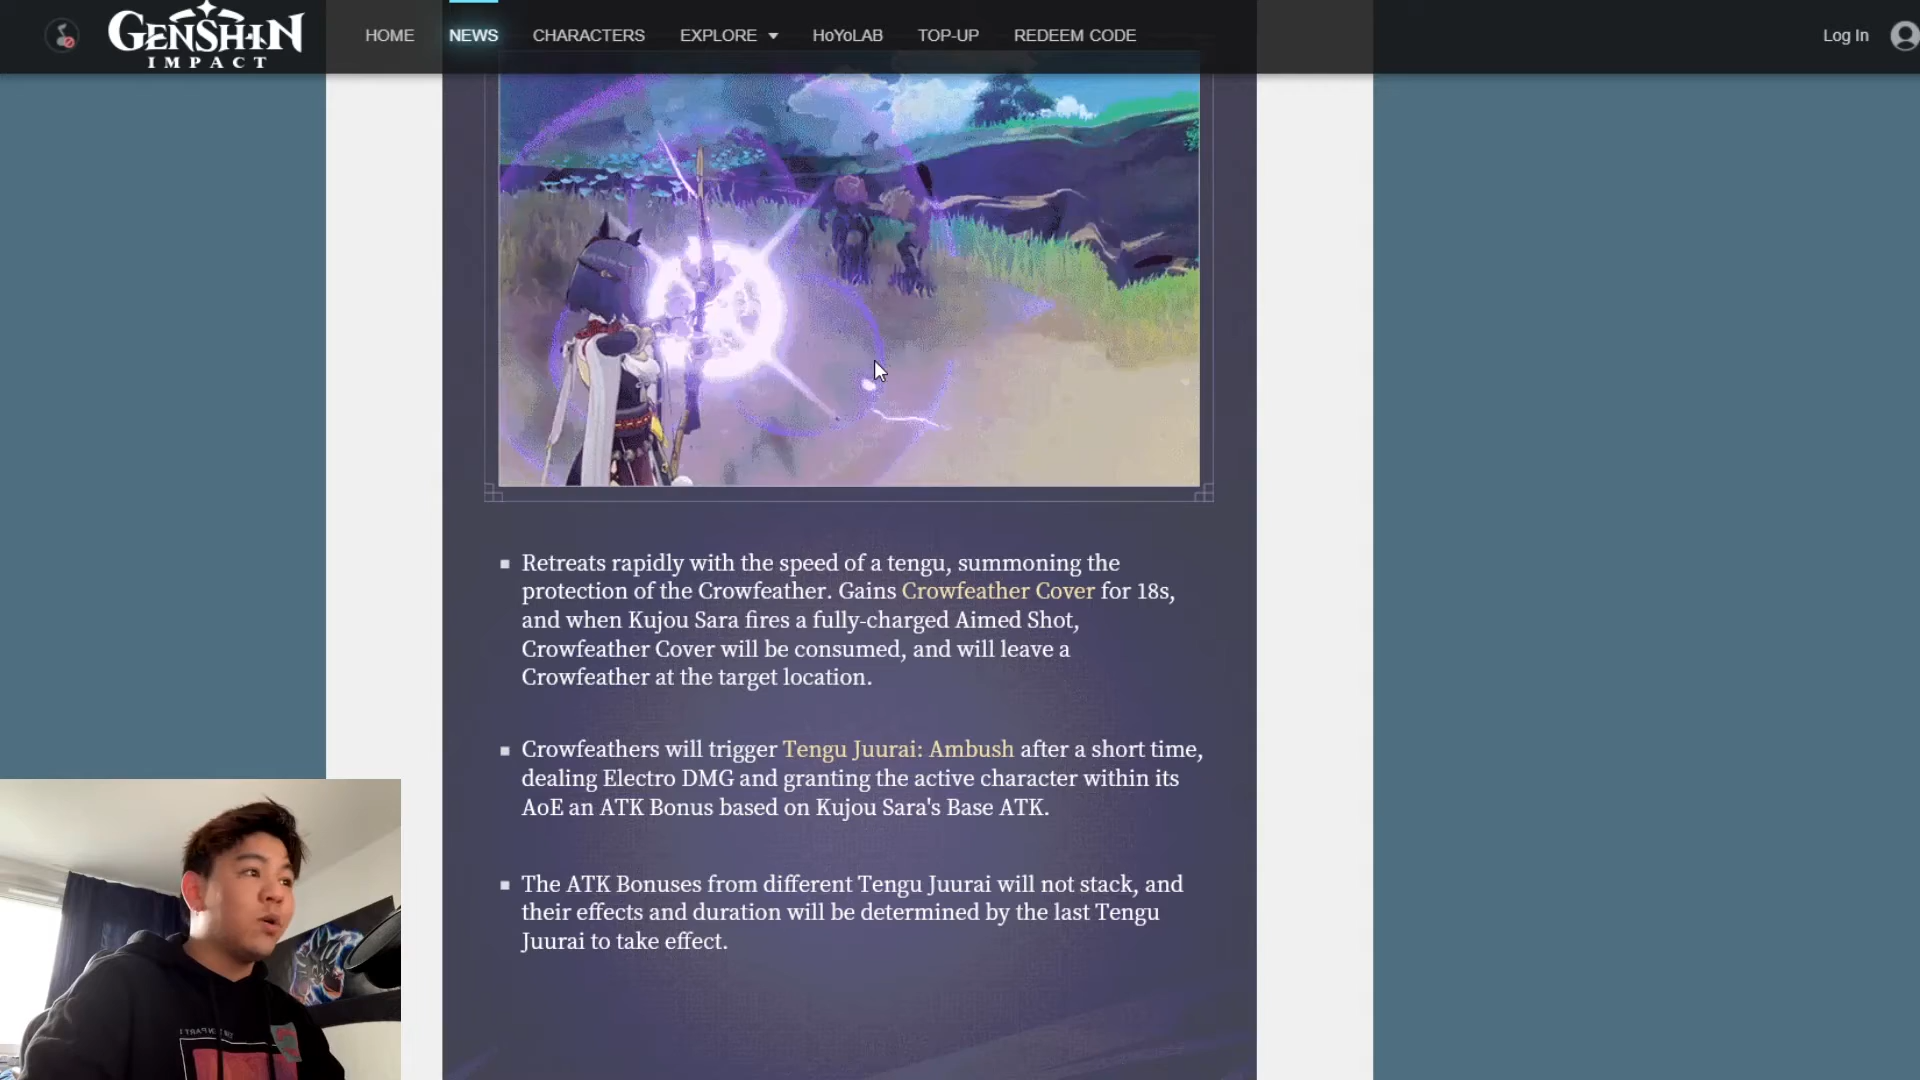 GENSHIN
IMPACT
HOME
NEWS
CHARACTERS
EXPLORE
HoYoLAB
TOP-UP
REDEEM CODE
Log In
Retreats rapidly with the speed of a tengu, summoning the
protection of the Crowfeather. Gains Crowfeather Cover for 18s,
and when Kujou Sara fires a fully-charged Aimed Shot,
Crowfeather Cover will be consumed, and will leave a
Crowfeather at the target location.
Crowfeathers will trigger Tengu Juurai: Ambush after a short time,
dealing Electro DMG and granting the active character within its
AoE an ATK Bonus based on Kujou Sara's Base ATK.
The ATK Bonuses from different Tengu Juurai will not stack, and
their effects and duration will be determined by the last Tengu
Juurai to take effect.